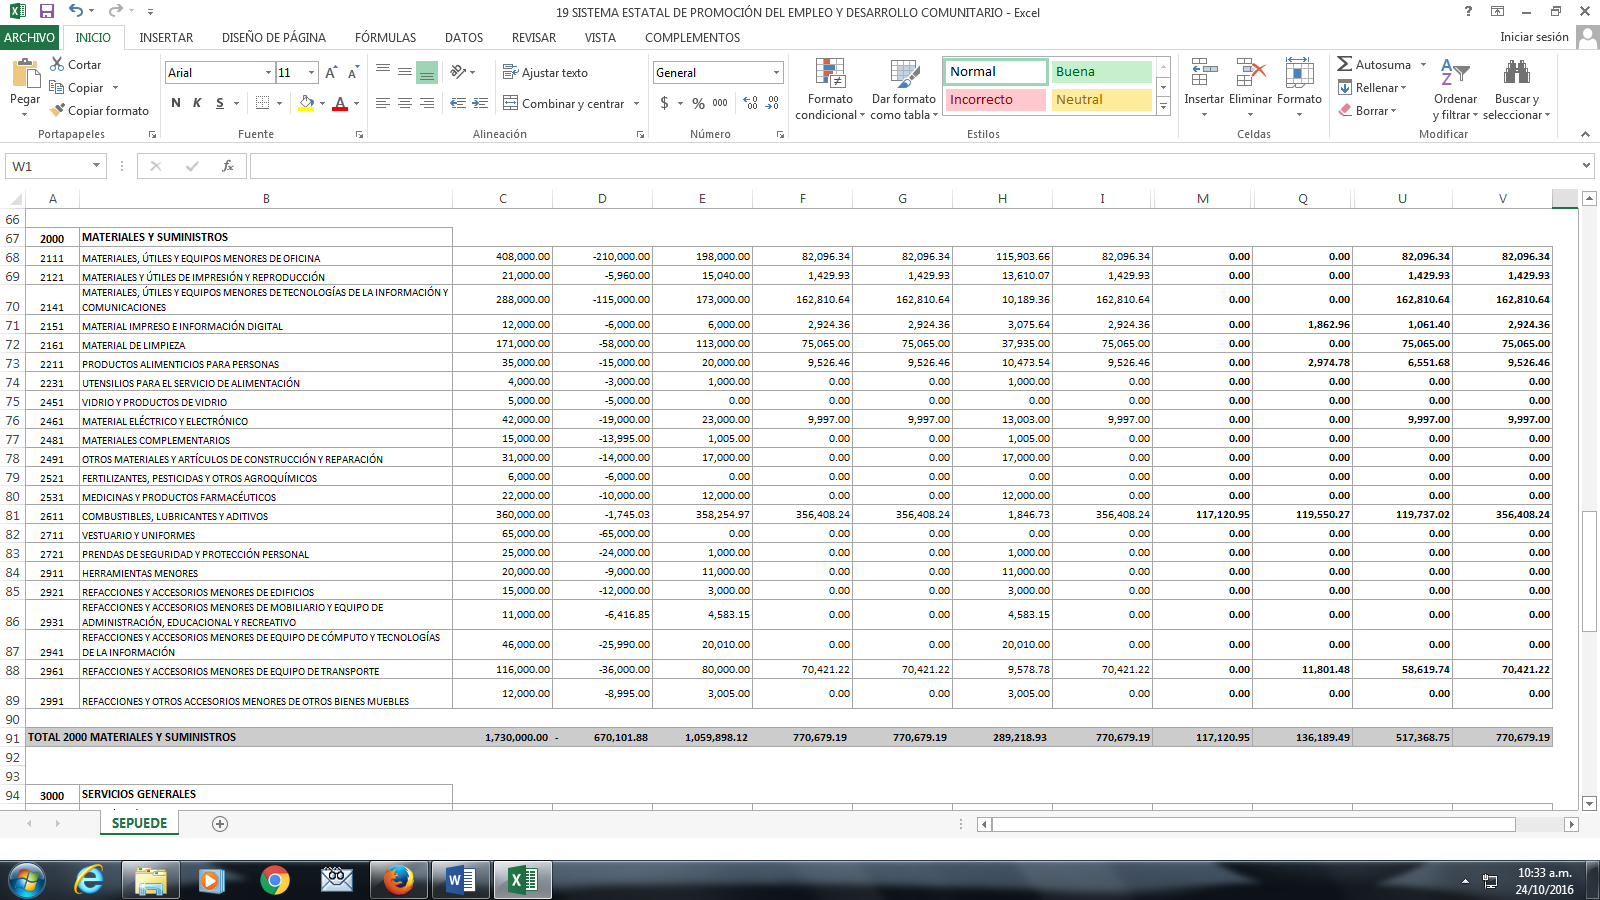 19 SISTEMA ESTATAL DE PROMOCIÓN DEL EMPLEO Y DESARROLLO COMUNITARIO - Excel
ARCHIVO INICIO INSERTAR DISEÑO DE PÁGINA FÓRMULAS DATOS REVISAR VISTA COMPLEMENTOS Iniciar sesión
Pegar
Cortar
Copiar
Copiar formato
Portapapeles
Arial 11
N K S
Fuente
Ajustar texto
Combinar y centrar
Alineación
General
$ % 000
Número
Formato condicional
Dar formato como tabla
Normal Buena
Incorrecto Neutral
Estilos
Insertar Eliminar Formato
Celdas
Autosuma
Rellenar
Borrar
Ordenar y filtrar
Buscar y seleccionar
Modificar
W1 fx
A B C D E F G H I M Q U V
66
67 2000 MATERIALES Y SUMINISTROS
68 2111 MATERIALES, ÚTILES Y EQUIPOS MENORES DE OFICINA 408,000.00 -210,000.00 198,000.00 82,096.34 82,096.34 115,903.66 82,096.34 0.00 0.00 82,096.34 82,096.34
69 2121 MATERIALES Y ÚTILES DE IMPRESIÓN Y REPRODUCCIÓN 21,000.00 -5,960.00 15,040.00 1,429.93 1,429.93 13,610.07 1,429.93 0.00 0.00 1,429.93 1,429.93
70 2141 MATERIALES, ÚTILES Y EQUIPOS MENORES DE TECNOLOGÍAS DE LA INFORMACIÓN Y COMUNICACIONES 288,000.00 -115,000.00 173,000.00 162,810.64 162,810.64 10,189.36 162,810.64 0.00 0.00 162,810.64 162,810.64
71 2151 MATERIAL IMPRESO E INFORMACIÓN DIGITAL 12,000.00 -6,000.00 6,000.00 2,924.36 2,924.36 3,075.64 2,924.36 0.00 1,862.96 1,061.40 2,924.36
72 2161 MATERIAL DE LIMPIEZA 171,000.00 -58,000.00 113,000.00 75,065.00 75,065.00 37,935.00 75,065.00 0.00 0.00 75,065.00 75,065.00
73 2211 PRODUCTOS ALIMENTICIOS PARA PERSONAS 35,000.00 -15,000.00 20,000.00 9,526.46 9,526.46 10,473.54 9,526.46 0.00 2,974.78 6,551.68 9,526.46
74 2231 UTENSILIOS PARA EL SERVICIO DE ALIMENTACIÓN 4,000.00 -3,000.00 1,000.00 0.00 0.00 1,000.00 0.00 0.00 0.00 0.00 0.00
75 2451 VIDRIO Y PRODUCTOS DE VIDRIO 5,000.00 -5,000.00 0.00 0.00 0.00 0.00 0.00 0.00 0.00 0.00 0.00
76 2461 MATERIAL ELÉCTRICO Y ELECTRÓNICO 42,000.00 -19,000.00 23,000.00 9,997.00 9,997.00 13,003.00 9,997.00 0.00 0.00 9,997.00 9,997.00
77 2481 MATERIALES COMPLEMENTARIOS 15,000.00 -13,995.00 1,005.00 0.00 0.00 1,005.00 0.00 0.00 0.00 0.00 0.00
78 2491 OTROS MATERIALES Y ARTÍCULOS DE CONSTRUCCIÓN Y REPARACIÓN 31,000.00 -14,000.00 17,000.00 0.00 0.00 17,000.00 0.00 0.00 0.00 0.00 0.00
79 2521 FERTILIZANTES, PESTICIDAS Y OTROS AGROQUÍMICOS 6,000.00 -6,000.00 0.00 0.00 0.00 0.00 0.00 0.00 0.00 0.00 0.00
80 2531 MEDICINAS Y PRODUCTOS FARMACÉUTICOS 22,000.00 -10,000.00 12,000.00 0.00 0.00 12,000.00 0.00 0.00 0.00 0.00 0.00
81 2611 COMBUSTIBLES, LUBRICANTES Y ADITIVOS 360,000.00 -1,745.03 358,254.97 356,408.24 356,408.24 1,846.73 356,408.24 117,120.95 119,550.27 119,737.02 356,408.24
82 2711 VESTUARIO Y UNIFORMES 65,000.00 -65,000.00 0.00 0.00 0.00 0.00 0.00 0.00 0.00 0.00 0.00
83 2721 PRENDAS DE SEGURIDAD Y PROTECCIÓN PERSONAL 25,000.00 -24,000.00 1,000.00 0.00 0.00 1,000.00 0.00 0.00 0.00 0.00 0.00
84 2911 HERRAMIENTAS MENORES 20,000.00 -9,000.00 11,000.00 0.00 0.00 11,000.00 0.00 0.00 0.00 0.00 0.00
85 2921 REFACCIONES Y ACCESORIOS MENORES DE EDIFICIOS 15,000.00 -12,000.00 3,000.00 0.00 0.00 3,000.00 0.00 0.00 0.00 0.00 0.00
86 2931 REFACCIONES Y ACCESORIOS MENORES DE MOBILIARIO Y EQUIPO DE ADMINISTRACIÓN, EDUCACIONAL Y RECREATIVO 11,000.00 -6,416.85 4,583.15 0.00 0.00 4,583.15 0.00 0.00 0.00 0.00 0.00
87 2941 REFACCIONES Y ACCESORIOS MENORES DE EQUIPO DE CÓMPUTO Y TECNOLOGÍAS DE LA INFORMACIÓN 46,000.00 -25,990.00 20,010.00 0.00 0.00 20,010.00 0.00 0.00 0.00 0.00 0.00
88 2961 REFACCIONES Y ACCESORIOS MENORES DE EQUIPO DE TRANSPORTE 116,000.00 -36,000.00 80,000.00 70,421.22 70,421.22 9,578.78 70,421.22 0.00 11,801.48 58,619.74 70,421.22
89 2991 REFACCIONES Y OTROS ACCESORIOS MENORES DE OTROS BIENES MUEBLES 12,000.00 -8,995.00 3,005.00 0.00 0.00 3,005.00 0.00 0.00 0.00 0.00 0.00
90
91 TOTAL 2000 MATERIALES Y SUMINISTROS 1,730,000.00 - 670,101.88 1,059,898.12 770,679.19 770,679.19 289,218.93 770,679.19 117,120.95 136,189.49 517,368.75 770,679.19
92
93
94 3000 SERVICIOS GENERALES
SEPUEDE
10:33 a.m.
24/10/2016